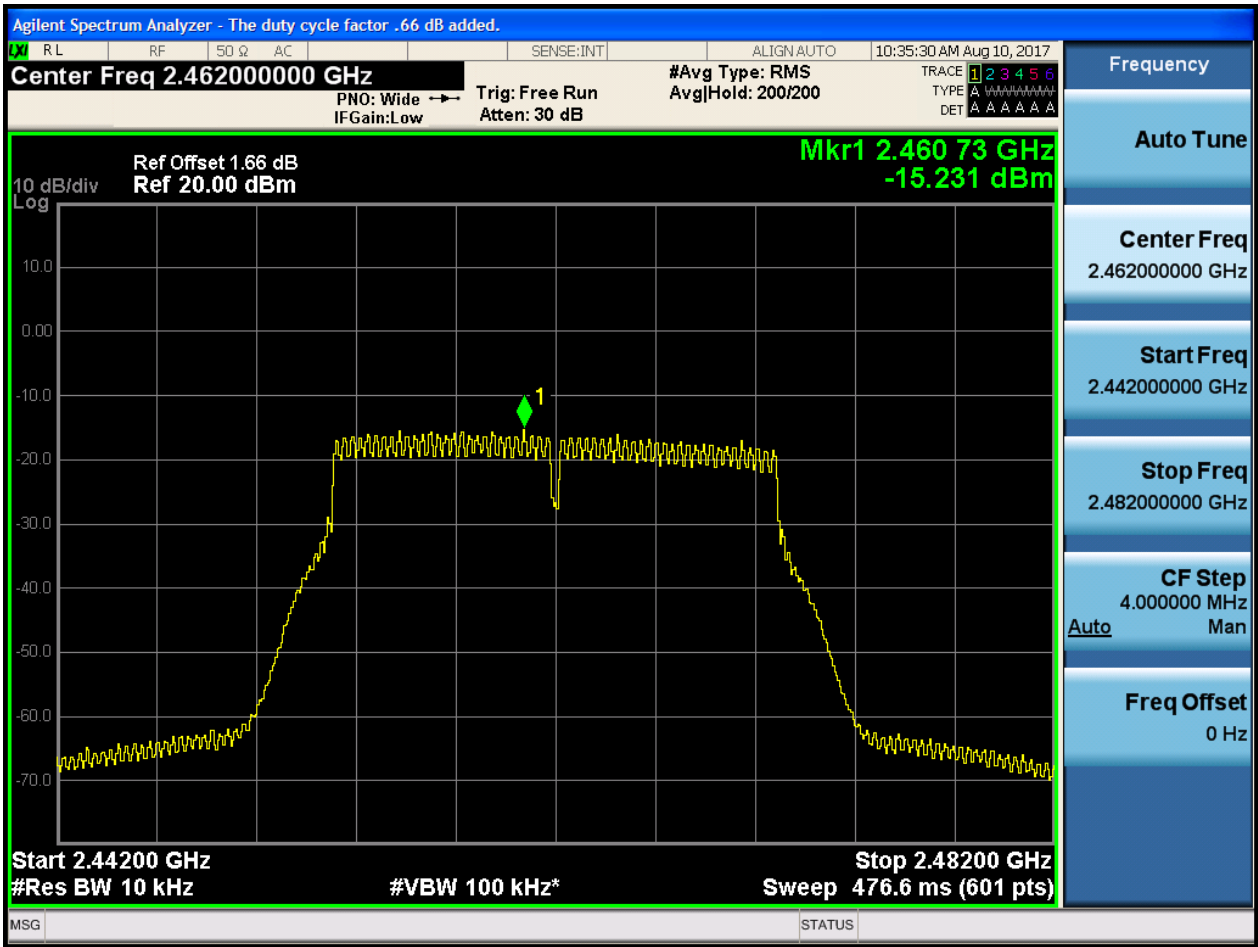 Agilent Spectrum Analyzer - The duty cycle factor .66 dB added.
LXI RL RF 50 Ω AC SENSE:INT ALIGN AUTO 10:35:30 AM Aug 10, 2017
Center Freq 2.462000000 GHz
PNO: Wide
IFGain:Low
Trig: Free Run
Atten: 30 dB
#Avg Type: RMS
Avg|Hold: 200/200
TRACE 1 2 3 4 5 6
TYPE A WWWWW
DET A A A A A A
Ref Offset 1.66 dB
Ref 20.00 dBm
10 dB/div
Log
Mkr1 2.460 73 GHz
-15.231 dBm
10.0
0.00
-10.0
-20.0
-30.0
-40.0
-50.0
-60.0
-70.0
1
Start 2.44200 GHz
Stop 2.48200 GHz
#Res BW 10 kHz
#VBW 100 kHz*
Sweep 476.6 ms (601 pts)
MSG
STATUS
Frequency
Auto Tune
Center Freq
2.462000000 GHz
Start Freq
2.442000000 GHz
Stop Freq
2.482000000 GHz
CF Step
4.000000 MHz
Auto Man
Freq Offset
0 Hz